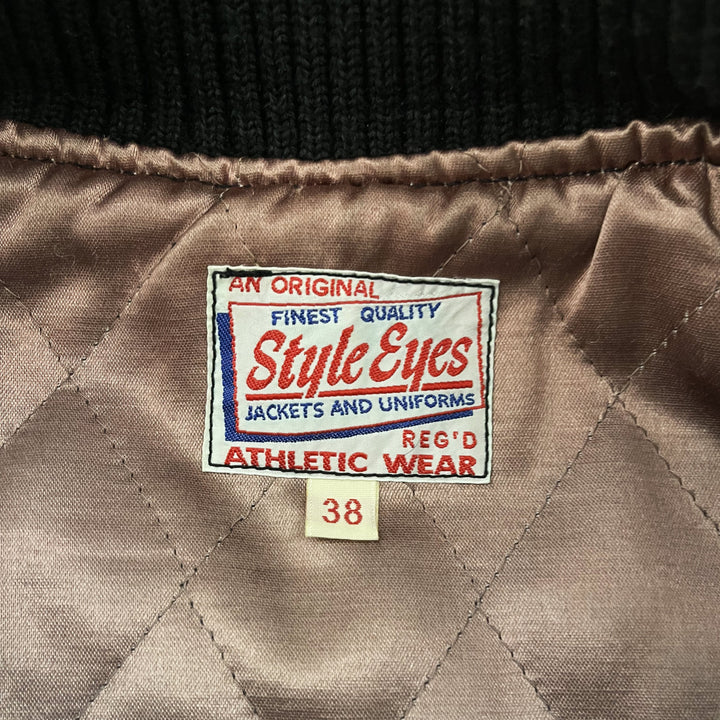 AN ORIGINAL
FINEST QUALITY
Style Eyes
JACKETS AND UNIFORMS
REG'D
ATHLETIC WEAR
38